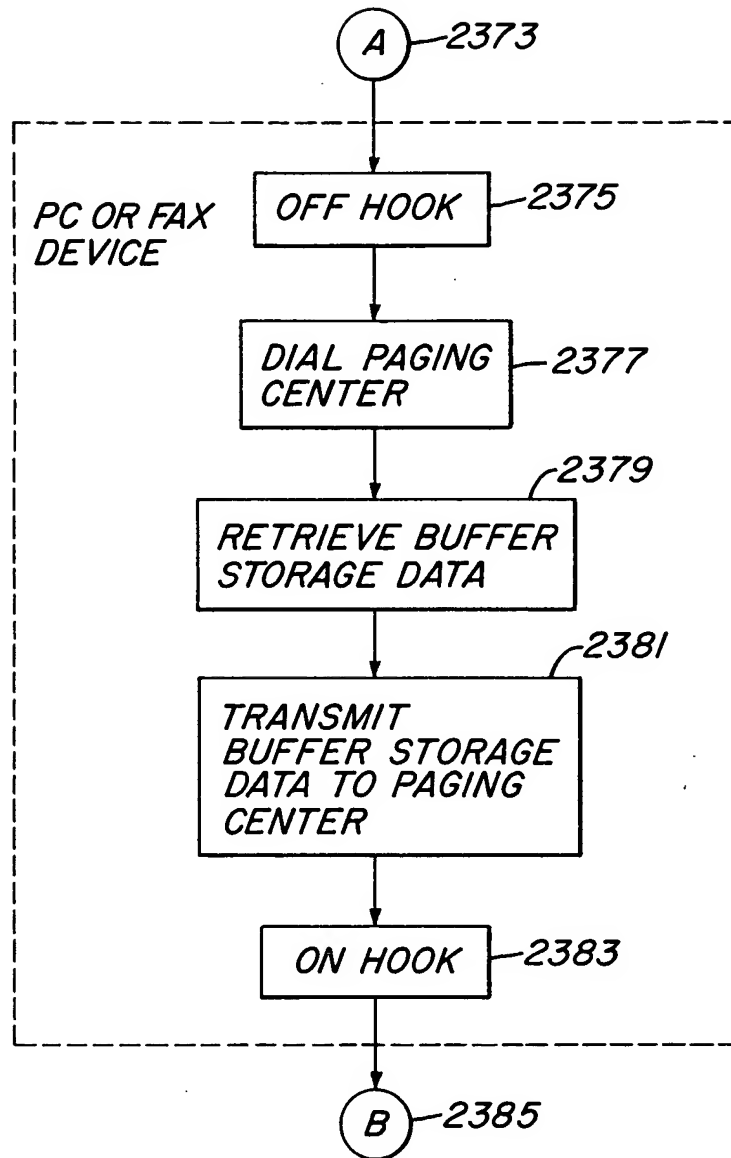 A 2373
PC OR FAX
DEVICE
OFF HOOK 2375
DIAL PAGING
CENTER
2377
2379
RETRIEVE BUFFER
STORAGE DATA
2381
TRANSMIT
BUFFER STORAGE
DATA TO PAGING
CENTER
ON HOOK 2383
B 2385